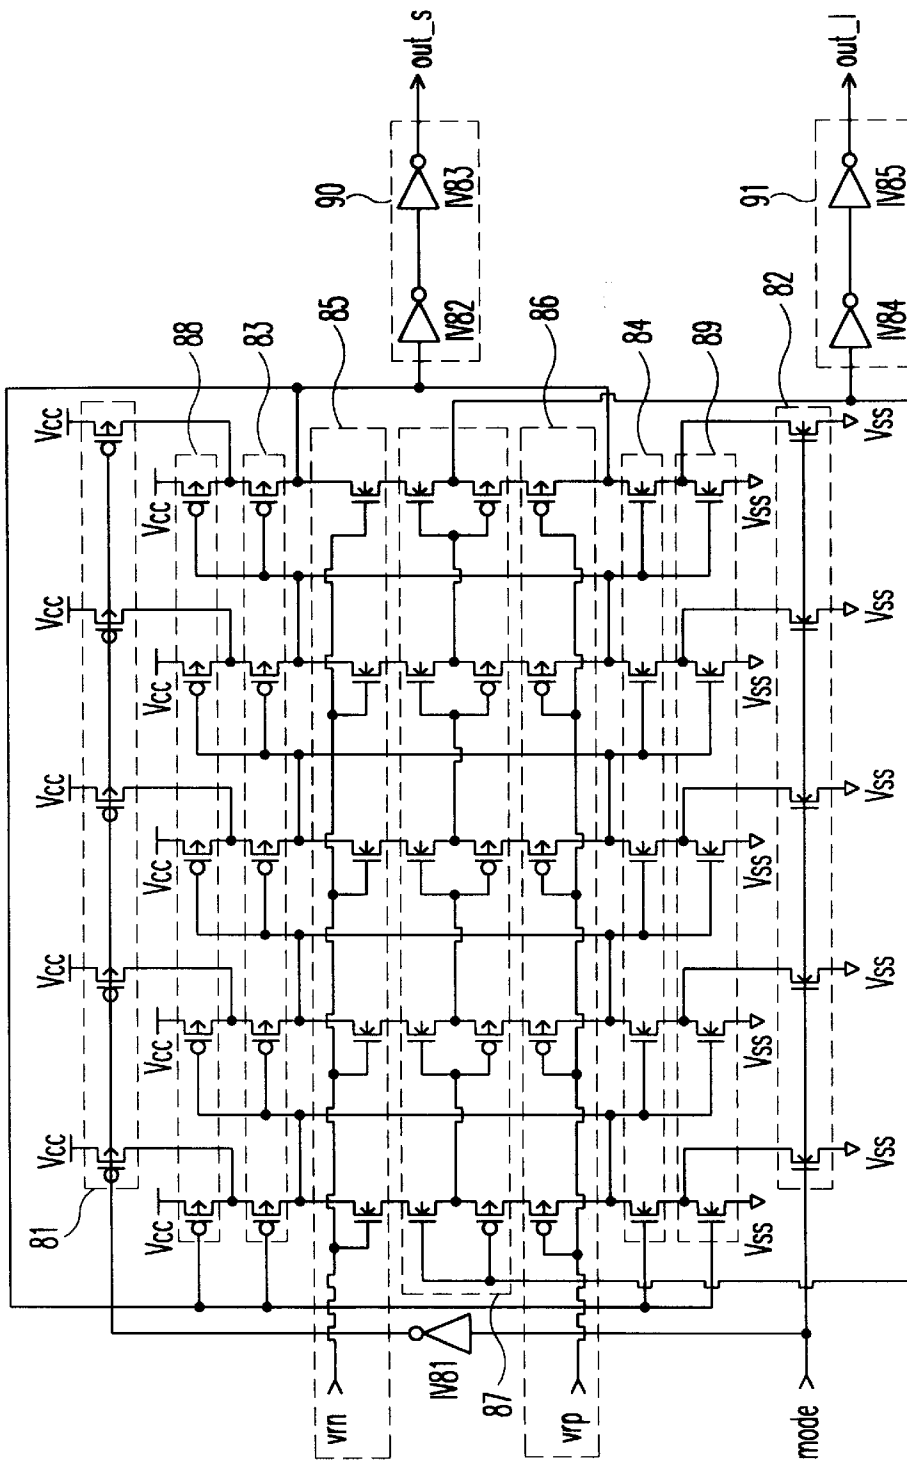 Vcc Vcc Vcc Vcc Vcc
81
88
Vcc Vcc Vcc Vcc Vcc
83
vrn
85
90
IV82 IV83
out_s
IV81
87
vrp
86
84
89
Vss Vss Vss Vss Vss
82
91
IV84 IV85
out_l
mode
Vss Vss Vss Vss Vss